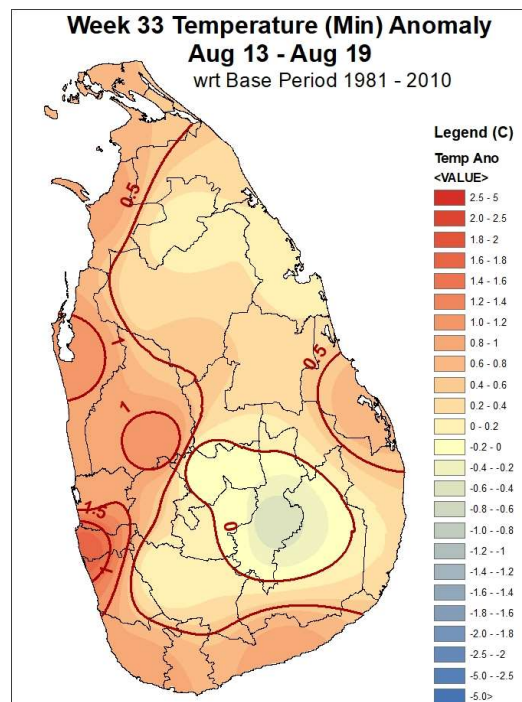 Week 33 Temperature (Min) Anomaly
Aug 13 - Aug 19
wrt Base Period 1981 - 2010
Legend (C)
Temp Ano
<VALUE>
2.5 - 5
2.0 - 2.5
1.8 - 2
1.6 - 1.8
1.4 - 1.6
1.2 - 1.4
1.0 - 1.2
0.8 - 1
0.6 - 0.8
0.4 - 0.6
0.2 - 0.4
0 - 0.2
-0.2 - 0
-0.4 - -0.2
-0.6 - -0.4
-0.8 - -0.6
-1.0 - -0.8
-1.2 - -1
-1.4 - -1.2
-1.6 - -1.4
-1.8 - -1.6
-2.0 - -1.8
-2.5 - -2
-5.0 - -2.5
-5.0>
0.5
1
0.5
1
1.5
0
1